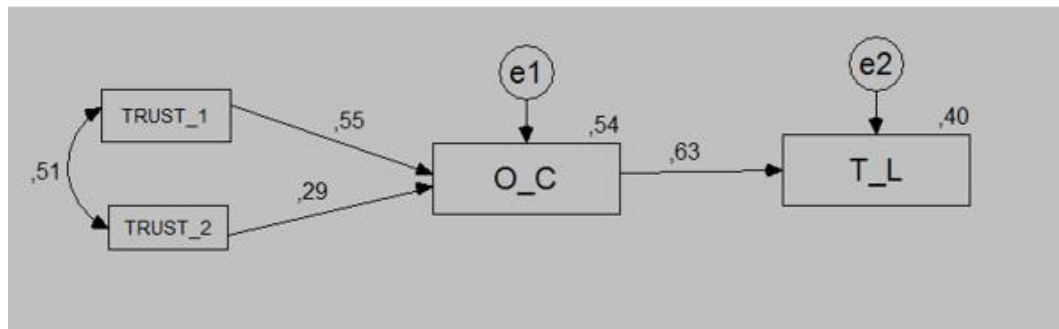 e1
e2
TRUST_1
,55
,54
,40
,51
O_C
,63
T_L
,29
TRUST_2